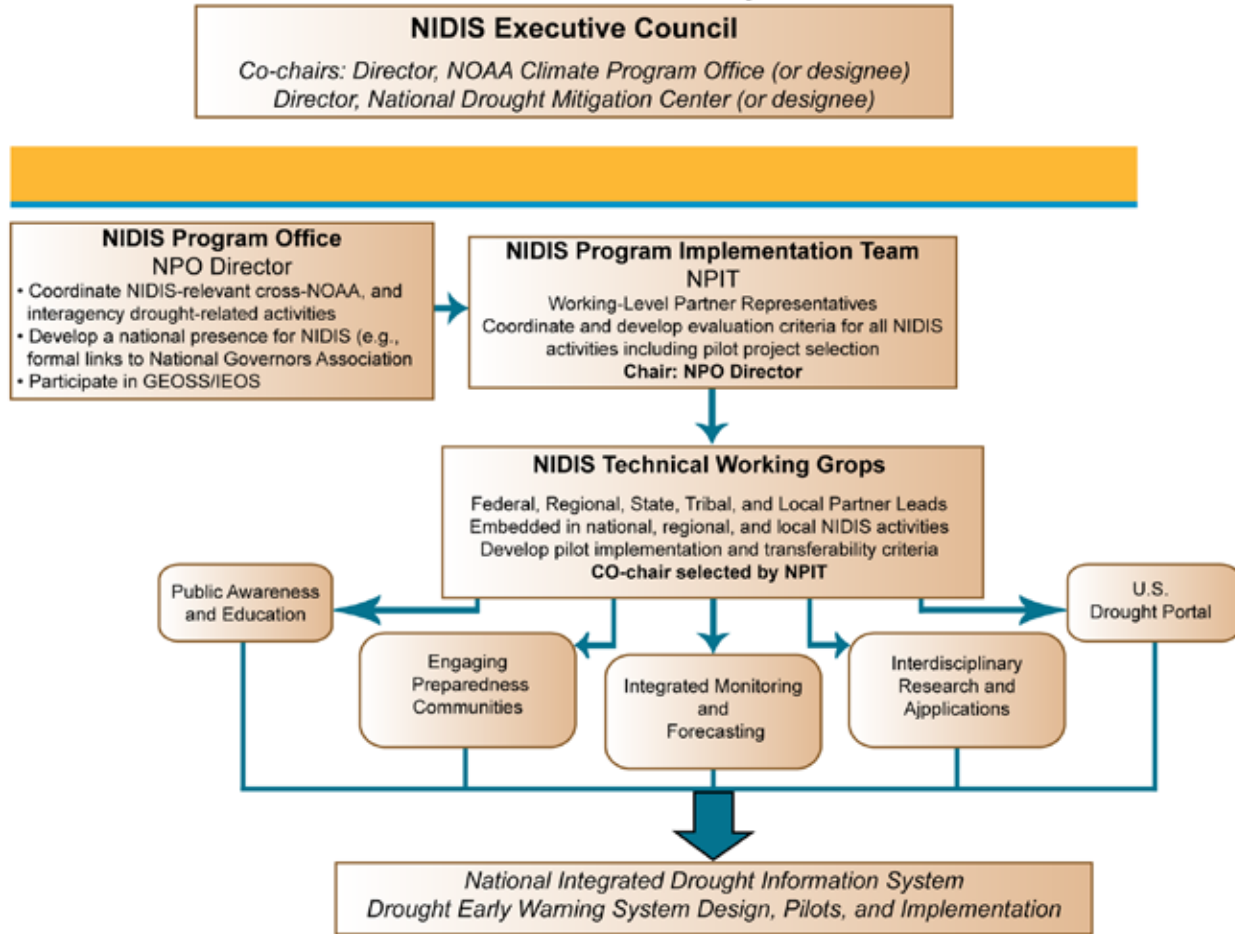 NIDIS Executive Council
Co-chairs: Director, NOAA Climate Program Office (or designee)
Director, National Drought Mitigation Center (or designee)
NIDIS Program Office
NPO Director
• Coordinate NIDIS-relevant cross-NOAA, and
interagency drought-related activities
• Develop a national presence for NIDIS (e.g.,
formal links to National Governors Association
• Participate in GEOSS/IEOS
NIDIS Program Implementation Team
NPIT
Working-Level Partner Representatives
Coordinate and develop evaluation criteria for all NIDIS
activities including pilot project selection
Chair: NPO Director
NIDIS Technical Working Grops
Federal, Regional, State, Tribal, and Local Partner Leads
Embedded in national, regional, and local NIDIS activities
Develop pilot implementation and transferability criteria
CO-chair selected by NPIT
Public Awareness
and Education
Engaging
Preparedness
Communities
Integrated Monitoring
and
Forecasting
Interdisciplinary
Research and
Ajpplications
U.S.
Drought Portal
National Integrated Drought Information System
Drought Early Warning System Design, Pilots, and Implementation